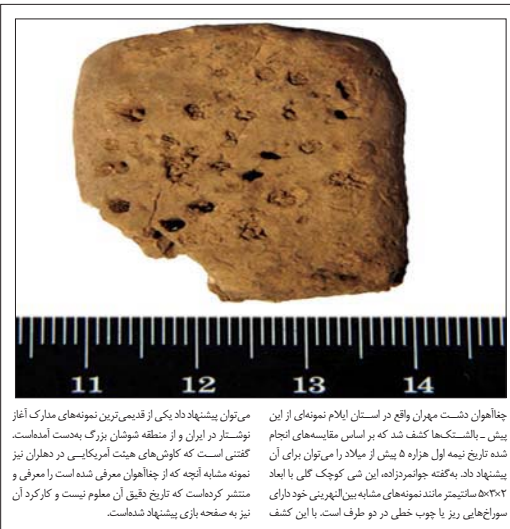 11 12 13 14
چغاآهوان دشت مهران واقع در استان ایلام نمونه‌ای از این
پیش ـ بالشتک‌ها کشف شد که بر اساس مقایسه‌های انجام
شده تاریخ نیمه اول هزاره ۵ پیش از میلاد را می‌توان برای آن
پیشنهاد داد. به‌گفته جوانمردزاده، این شی کوچک گلی با ابعاد
۵×۳×۲ سانتیمتر مانند نمونه‌های مشابه بین‌النهرینی خود دارای
سوراخ‌هایی ریز یا چوب خطی در دو طرف است. با این کشف
می‌توان پیشنهاد داد یکی از قدیمی‌ترین نمونه‌های مدارک آغاز
نوشتار در ایران و از منطقه شوشان بزرگ به‌دست آمده‌است.
گفتنی است که کاوش‌های هیئت آمریکایی در دهلران نیز
نمونه مشابه آنچه که از چغاآهوان معرفی شده است را معرفی و
منتشر کرده‌است که تاریخ دقیق آن معلوم نیست و کارکرد آن
نیز به صفحه بازی پیشنهاد شده‌است.